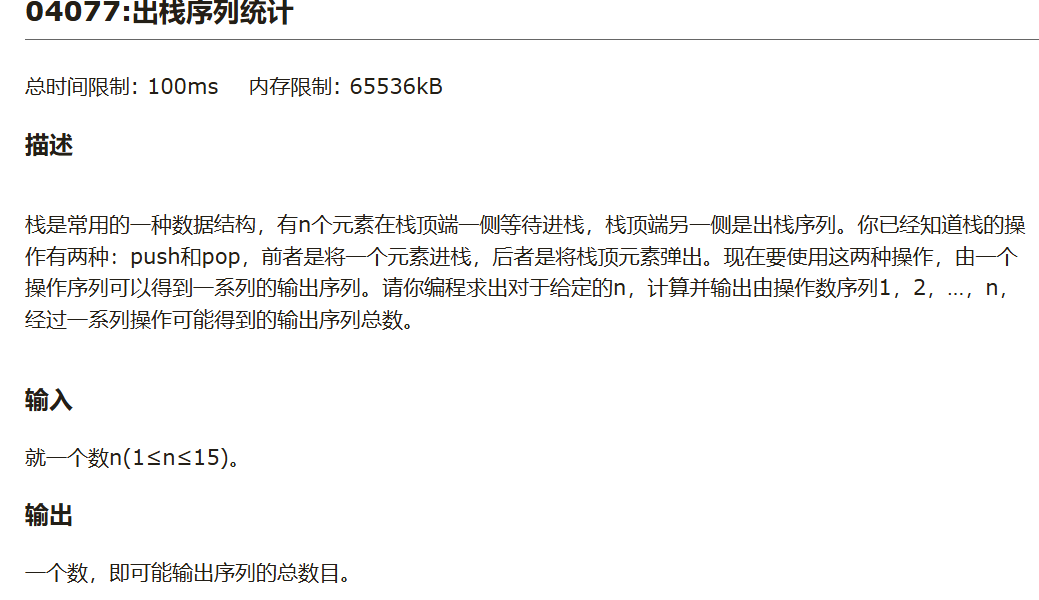 04077:出栈序列统计
总时间限制: 100ms 内存限制: 65536kB
描述
栈是常用的一种数据结构，有n个元素在栈顶端一侧等待进栈，栈顶端另一侧是出栈序列。你已经知道栈的操
作有两种：push和pop，前者是将一个元素进栈，后者是将栈顶元素弹出。现在要使用这两种操作，由一个
操作序列可以得到一系列的输出序列。请你编程求出对于给定的n，计算并输出由操作数序列1，2，…，n，
经过一系列操作可能得到的输出序列总数。
输入
就一个数n(1≤n≤15)。
输出
一个数，即可能输出序列的总数目。